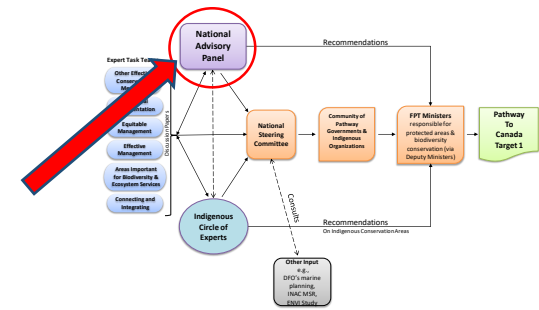 National
Advisory
Panel
Recommendations
Expert Task
Other
Conser
M
Equitable
Management
Effective
Management
Areas Important
for Biodiversity &
Ecosystem Services
Connecting and
Integrating
Discussion Papers
National
Steering
Committee
Community of
Pathway
Governments &
Indigenous
Organizations
FPT Ministers
responsible for
protected areas &
biodiversity
conservation (via
Deputy Ministers)
Pathway
To
Canada
Target 1
Indigenous
Circle of
Experts
Consults
Recommendations
On Indigenous Conservation Areas
Other Input
e.g.,
DFO's marine
planning,
INAC MSR,
ENVI Study